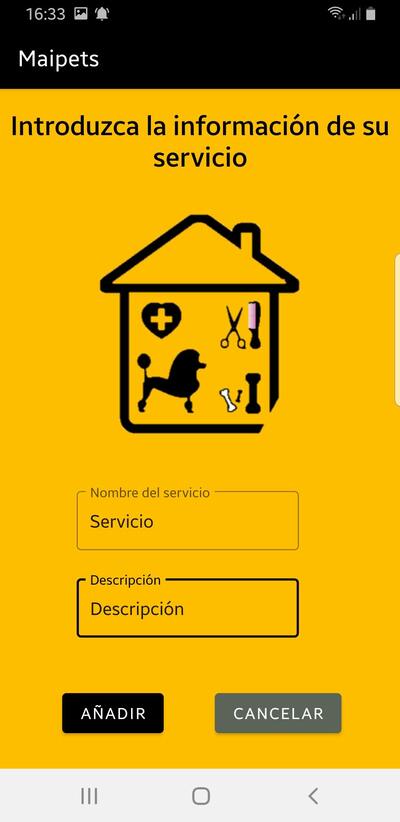 16:33
Maipets
Introduzca la información de su
servicio
Nombre del servicio
Servicio
Descripción
Descripción
AÑADIR
CANCELAR